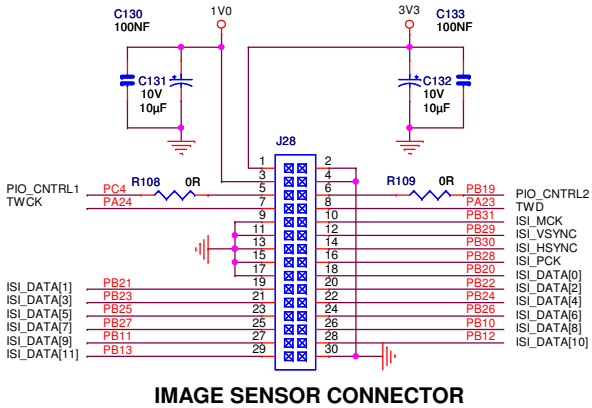 C130
100NF
1V0
3V3
C133
100NF
C131
10V
10µF
C132
10V
10µF
J28
1 2
3 4
PIO_CNTRL1 PC4 R108 0R 5 6 R109 0R PB19 PIO_CNTRL2
TWCK PA24 7 8 PA23 TWD
9 10 PB31 ISI_MCK
11 12 PB29 ISI_VSYNC
13 14 PB30 ISI_HSYNC
15 16 PB28 ISI_PCK
17 18 PB20 ISI_DATA[0]
ISI_DATA[1] PB21 19 20 PB22 ISI_DATA[2]
ISI_DATA[3] PB23 21 22 PB24 ISI_DATA[4]
ISI_DATA[5] PB25 23 24 PB26 ISI_DATA[6]
ISI_DATA[7] PB27 25 26 PB10 ISI_DATA[8]
ISI_DATA[9] PB11 27 28 PB12 ISI_DATA[10]
ISI_DATA[11] PB13 29 30
IMAGE SENSOR CONNECTOR